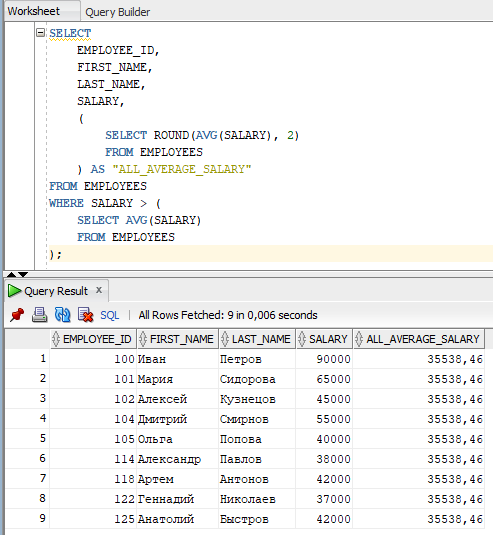 Worksheet Query Builder
SELECT
EMPLOYEE_ID,
FIRST_NAME,
LAST_NAME,
SALARY,
(
SELECT ROUND(AVG(SALARY), 2)
FROM EMPLOYEES
) AS "ALL_AVERAGE_SALARY"
FROM EMPLOYEES
WHERE SALARY > (
SELECT AVG(SALARY)
FROM EMPLOYEES
);
Query Result x
SQL | All Rows Fetched: 9 in 0,006 seconds
EMPLOYEE_ID FIRST_NAME LAST_NAME SALARY ALL_AVERAGE_SALARY
1 100 Иван Петров 90000 35538,46
2 101 Мария Сидорова 65000 35538,46
3 102 Алексей Кузнецов 45000 35538,46
4 104 Дмитрий Смирнов 55000 35538,46
5 105 Ольга Попова 40000 35538,46
6 114 Александр Павлов 38000 35538,46
7 118 Артем Антонов 42000 35538,46
8 122 Геннадий Николаев 37000 35538,46
9 125 Анатолий Быстров 42000 35538,46